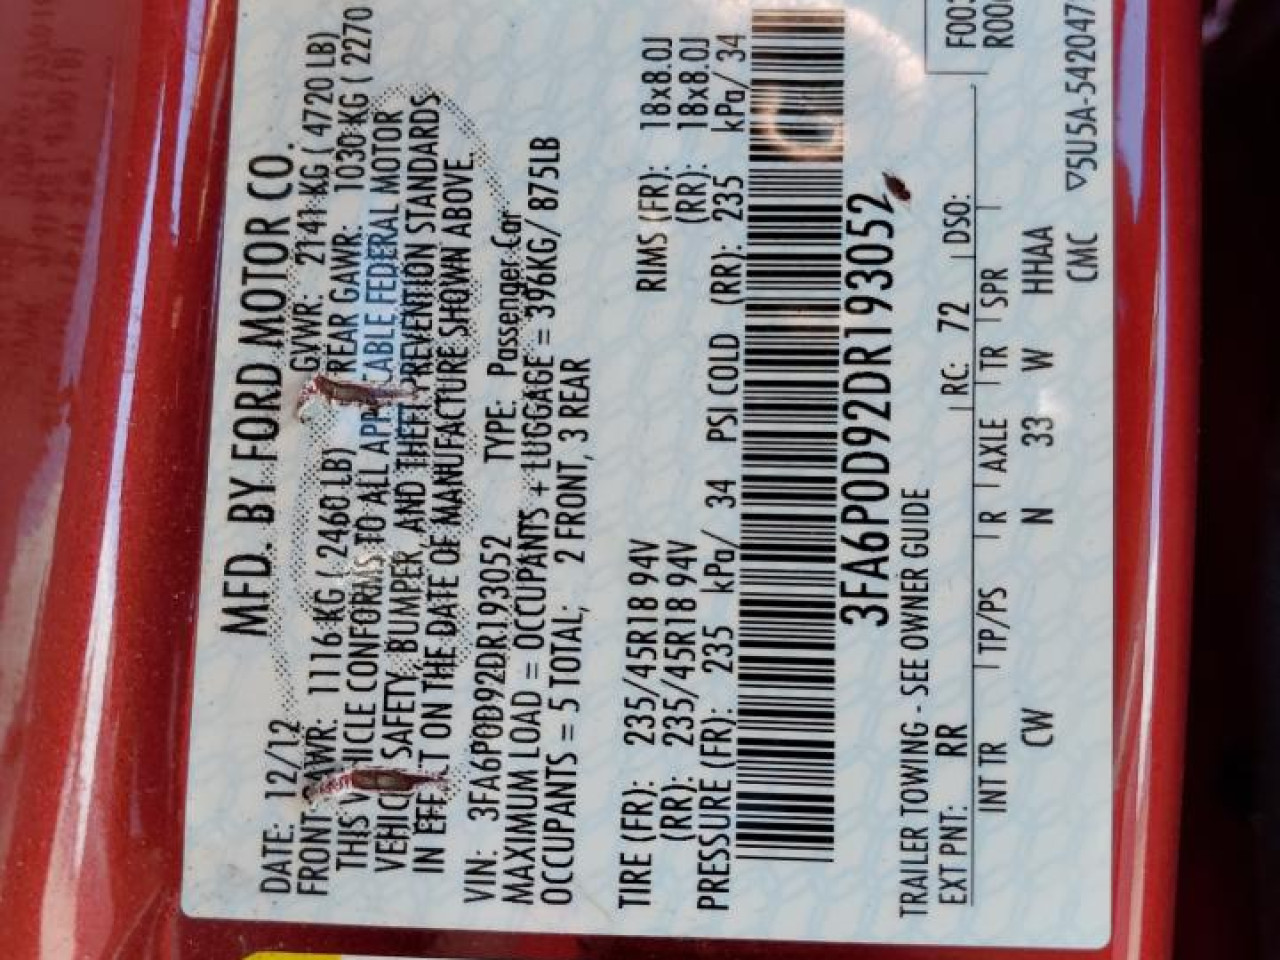 MFD. BY FORD MOTOR CO.
DATE: 12/12 GVWR: 2141 KG ( 4720 LB)
FRONT GAWR: 1116 KG ( 2460 LB) REAR GAWR: 1030 KG ( 2270
THIS VEHICLE CONFORMS TO ALL APPLICABLE FEDERAL MOTOR
VEHICLE SAFETY, BUMPER, AND THEFT PREVENTION STANDARDS
IN EFFECT ON THE DATE OF MANUFACTURE SHOWN ABOVE.
VIN: 3FA6P0D92DR193052 TYPE: Passenger Car
MAXIMUM LOAD = OCCUPANTS + LUGGAGE = 396KG/ 875LB
OCCUPANTS = 5 TOTAL; 2 FRONT, 3 REAR
TIRE (FR): 235/45R18 94V RIMS (FR): 18x8.0J
(RR): 235/45R18 94V (RR): 18x8.0J
PRESSURE (FR): 235 kPa/ 34 PSI COLD (RR): 235 kPa/ 34
3FA6P0D92DR193052
TRAILER TOWING - SEE OWNER GUIDE
EXT PNT: RR RC: 72 DSO:
INT TR TP/PS R AXLE TR SPR
CW N 33 W HHAA
CMC
▽5U5A-542047